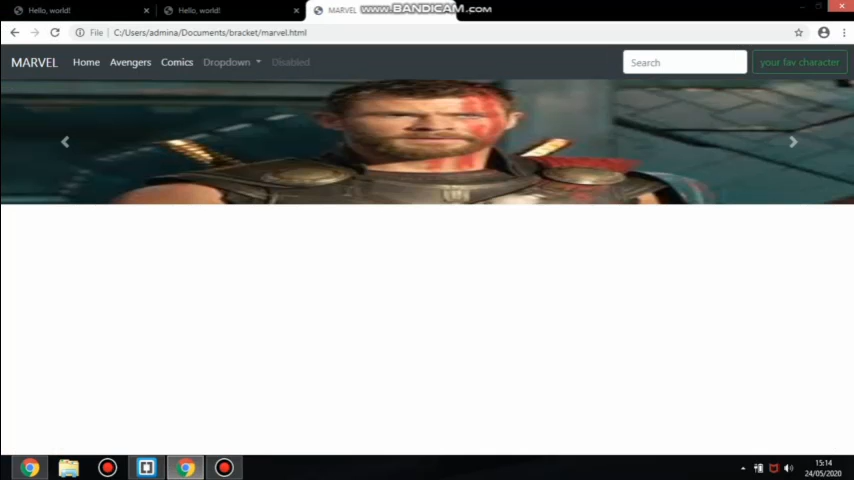 Hello, world!
Hello, world!
MARVEL
www.BANDICAM.com
File
C:/Users/admina/Documents/bracket/marvel.html
MARVEL
Home
Avengers
Comics
Dropdown
Disabled
Search
your fav character
15:14
24/05/2020